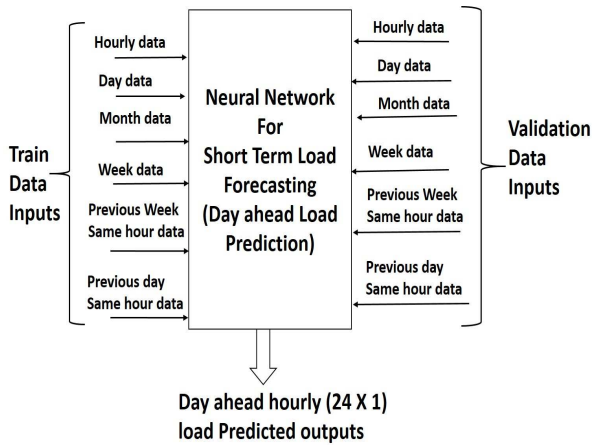 Train
Data
Inputs
Hourly data
Day data
Month data
Week data
Previous Week
Same hour data
Previous day
Same hour data
Neural Network
For
Short Term Load
Forecasting
(Day ahead Load
Prediction)
Hourly data
Day data
Month data
Week data
Previous Week
Same hour data
Previous day
Same hour data
Validation
Data
Inputs
Day ahead hourly (24 X 1)
load Predicted outputs